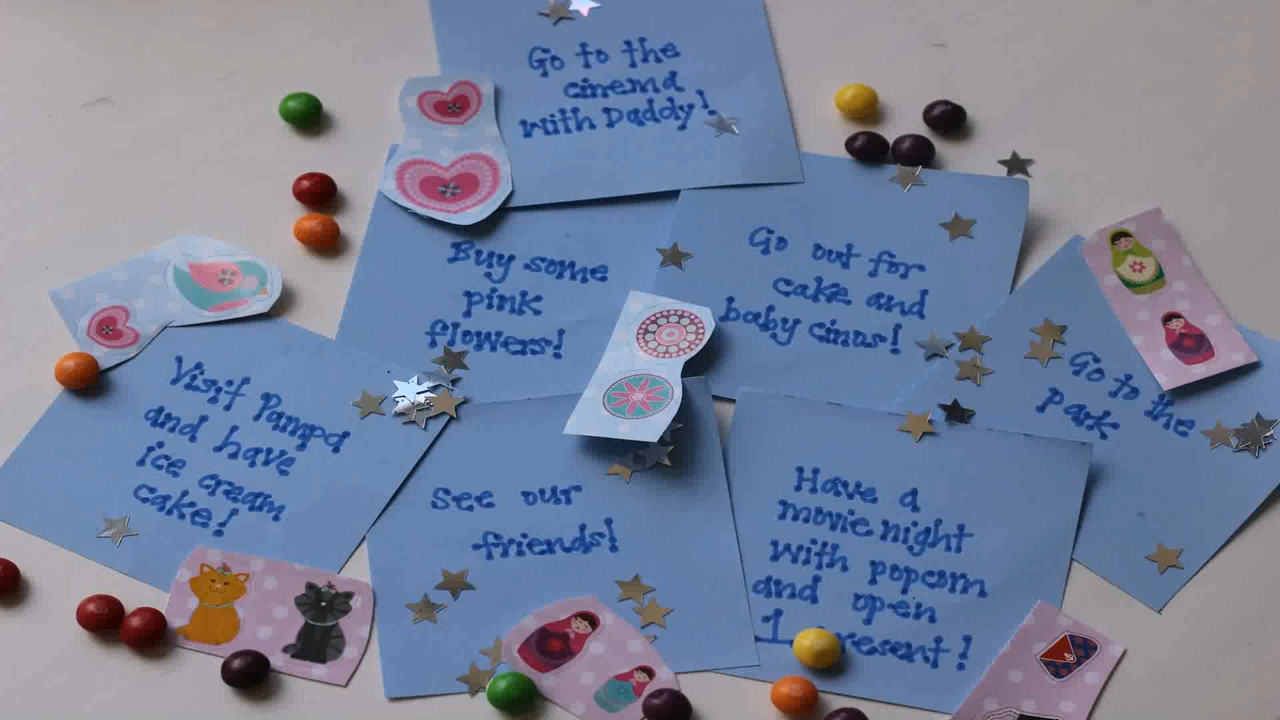 Go to the
cinema
with Daddy!
Buy some
pink
flowers!
Go out for
cake and
baby cinos!
Go to the
park
Visit Pampa
and have
ice cream
cake!
See our
friends!
Have a
movie night
with popcorn
and open
1 present!